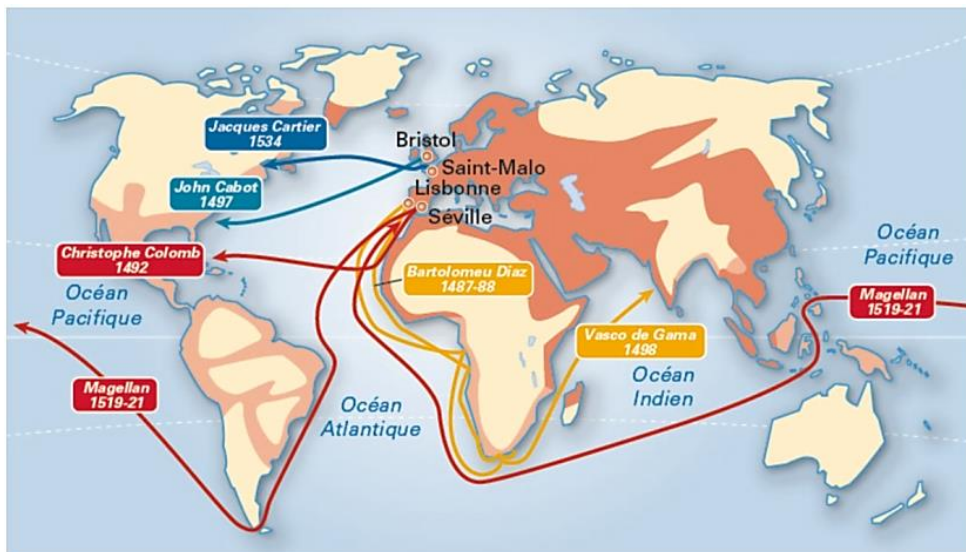 Jacques Cartier
1534
Bristol
Saint-Malo
John Cabot
1497
Lisbonne
Séville
Christophe Colomb
1492
Océan
Pacifique
Bartolomeu Díaz
1487-88
Océan
Pacifique
Magellan
1519-21
Vasco de Gama
1498
Océan
Indien
Magellan
1519-21
Océan
Atlantique